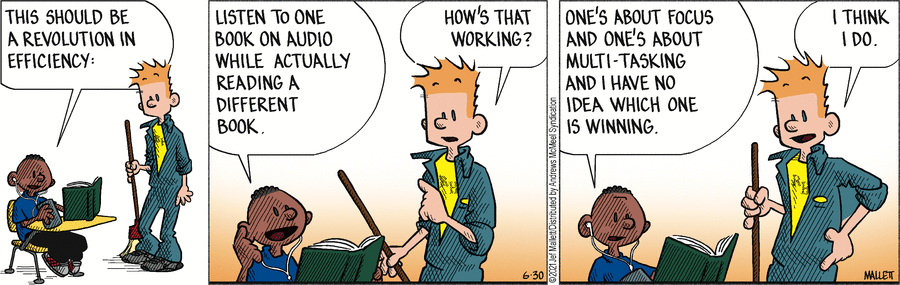 THIS SHOULD BE
A REVOLUTION IN
EFFICIENCY:
LISTEN TO ONE
BOOK ON AUDIO
WHILE ACTUALLY
READING A
DIFFERENT
BOOK.
HOW'S THAT
WORKING?
6-30
©2021 Jef Mallett/Distributed by Andrews McMeel Syndication
ONE'S ABOUT FOCUS
AND ONE'S ABOUT
MULTI-TASKING
AND I HAVE NO
IDEA WHICH ONE
IS WINNING.
I THINK
I DO.
MALLETT